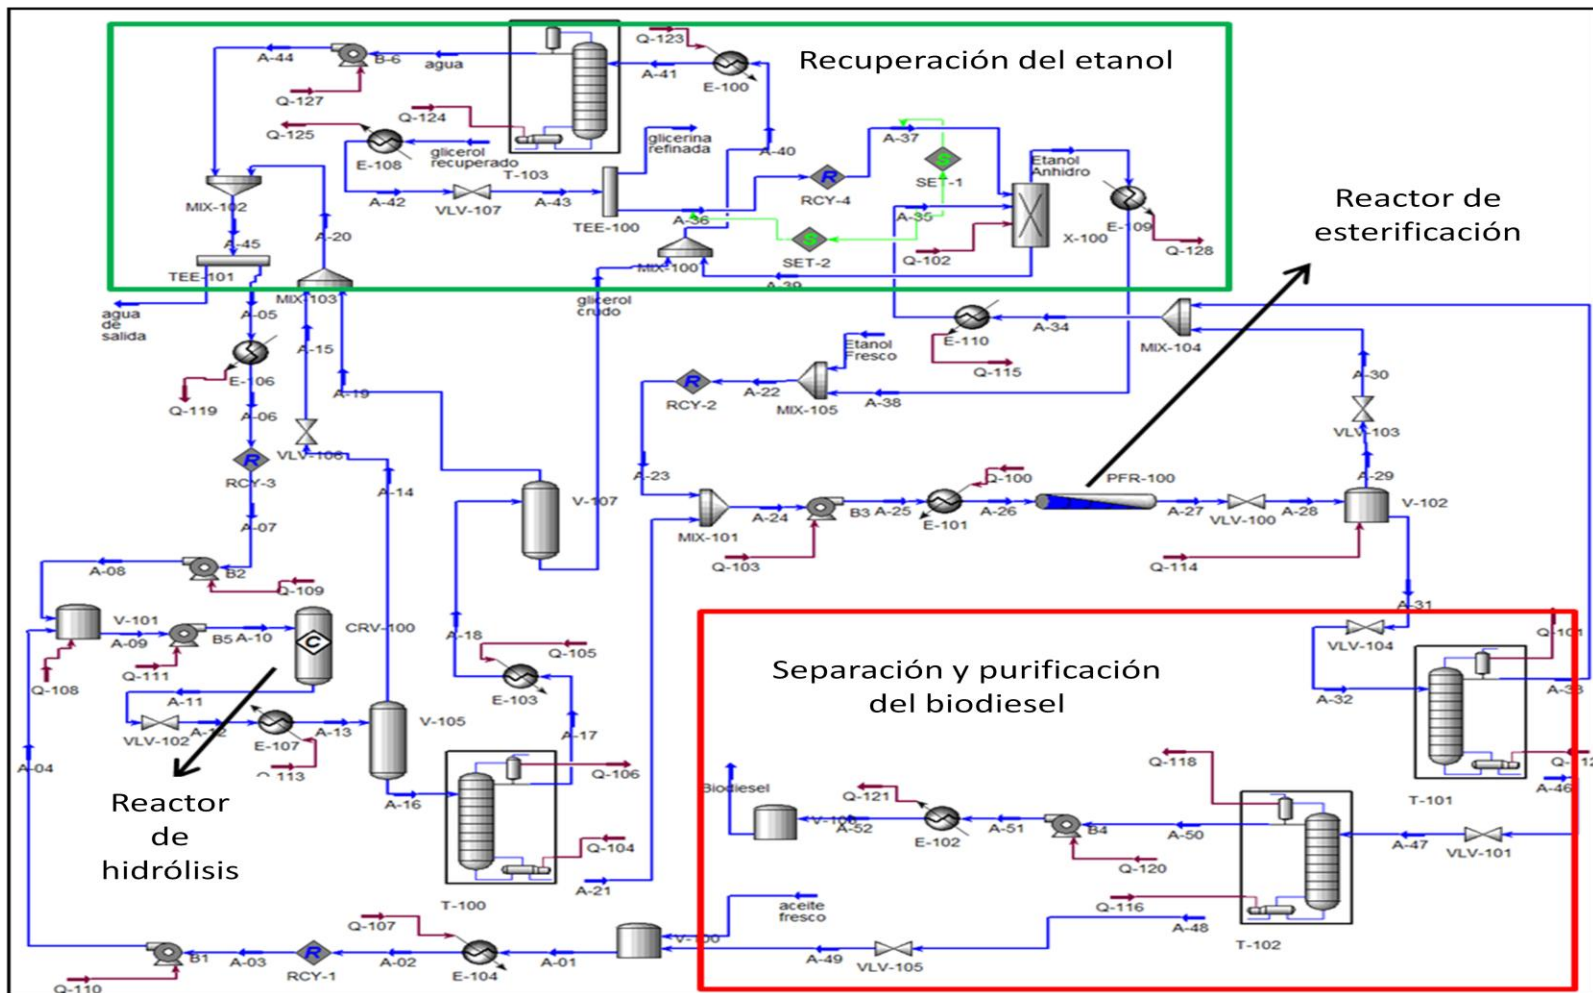 Recuperación del etanol
A-44
B-6
agua
Q-123
A-41
E-100
Q-127
Q-124
Q-125
E-108
glicerol
recuperado
T-103
glicerina
refinada
A-40
A-37
SET-1
Etanol
Anhidro
RCY-4
MIX-102
A-42
VLV-107
A-43
TEE-100
A-36
A-35
E-109
X-100
Q-128
A-45
A-20
SET-2
Q-102
MIX-100
TEE-101
MIX-103
A-39
glicerol
crudo
agua
de
salida
A-05
A-15
Reactor de
esterificación
A-34
E-110
MIX-104
Etanol
Fresco
Q-115
E-106
Q-119
A-19
A-06
A-22
RCY-2
MIX-105
A-38
A-30
VLV-103
VLV-106
RCY-3
A-14
A-23
V-107
Q-100
PFR-100
A-29
V-102
A-07
MIX-101
A-24
B3
A-25
E-101
A-26
A-27
VLV-100
A-28
Q-103
Q-114
A-08
B2
Q-109
A-31
V-101
A-09
B5
A-10
CRV-100
A-18
Q-105
VLV-104
Q-101
Q-108
Q-111
E-103
Separación y purificación
del biodiesel
A-32
A-33
A-11
VLV-102
A-12
E-107
A-13
V-105
A-17
A-04
Q-113
Q-106
Q-118
A-46
T-101
Reactor
de
hidrólisis
A-16
Biodiesel
Q-121
A-52
E-102
A-51
B4
A-50
A-47
VLV-101
Q-104
Q-120
A-21
T-100
aceite
fresco
Q-116
A-48
T-102
Q-107
V-100
B1
A-03
RCY-1
A-02
E-104
A-01
A-49
VLV-105
Q-110